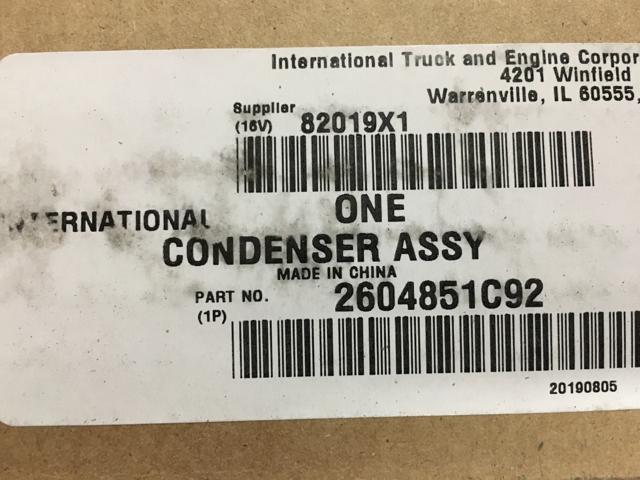 International Truck and Engine Corpor
4201 Winfield
Warrenville, IL 60555,
Supplier
(16V) 82019X1
INTERNATIONAL
ONE
CONDENSER ASSY
MADE IN CHINA
PART NO. 2604851C92
(1P)
20190805